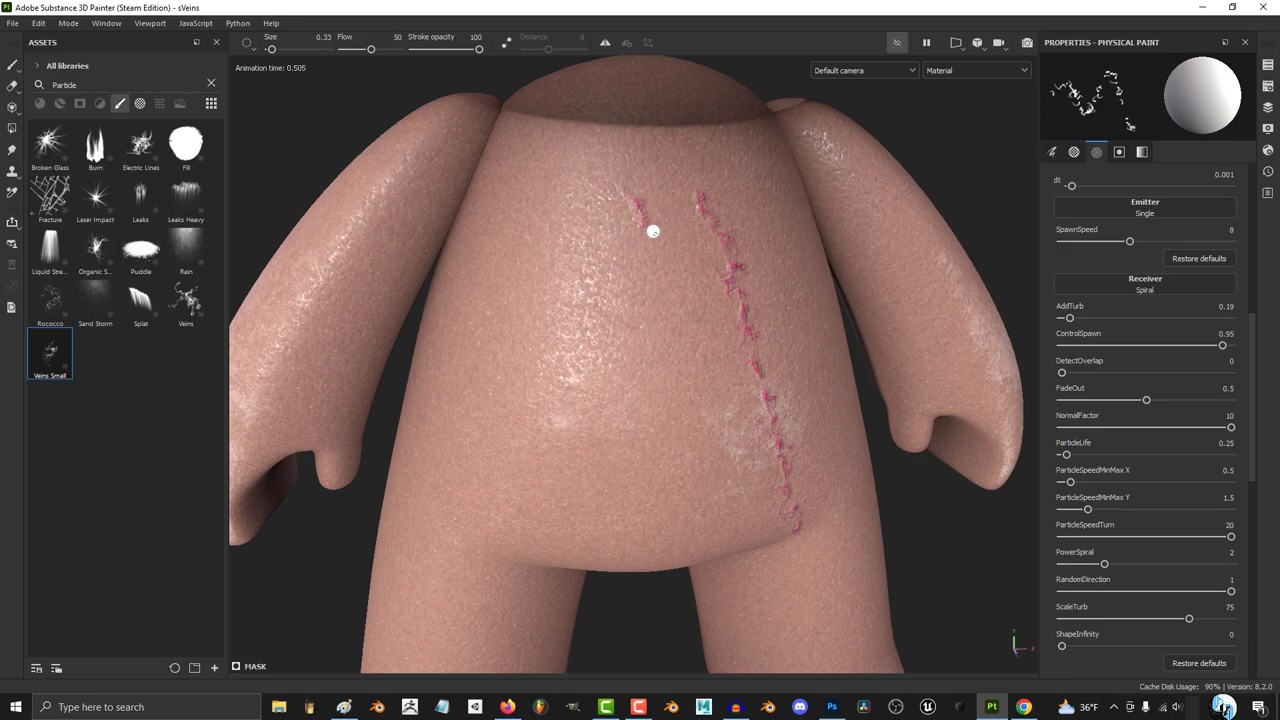 Adobe Substance 3D Painter (Steam Edition) - sVeins
File Edit Mode Viewport JavaScript Python Help
ASSETS
All libraries
Particle
Broken Glass Burn Electric Lines Fill
Fracture Laser Impact Leaks Leaks Heavy
Liquid Stre... Organic S... Puddle Rain
Rococco Sand Storm Splat Veins
Veins Small
Size 0.33 Flow 50 Stroke opacity 100 Distance 8
Animation time: 0.505
Default camera Material
MASK
PROPERTIES - PHYSICAL PAINT
dt 0.001
Emitter
Single
SpawnSpeed 8
Restore defaults
Receiver
Spiral
AddTurb 0.19
ControlSpawn 0.95
DetectOverlap 0
FadeOut 0.5
NormalFactor 10
ParticleLife 0.25
ParticleSpeedMinMax X 0.5
ParticleSpeedMinMax Y 1.5
ParticleSpeedTurn 20
PowerSpiral 2
RandomDirection 1
ScaleTurb 75
ShapeInfinity 0
Restore defaults
Cache Disk Usage: 90% | Version: 8.2.0
Type here to search
36°F